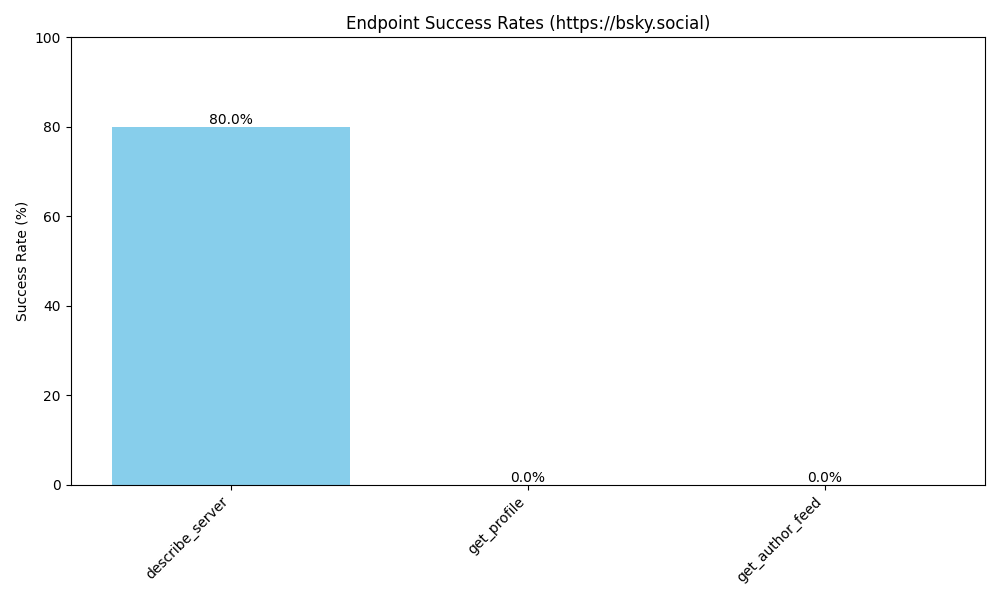 Endpoint Success Rates (https://bsky.social)
Success Rate (%)
100
80
60
40
20
0
80.0%
0.0%
0.0%
describe_server
get_profile
get_author_feed